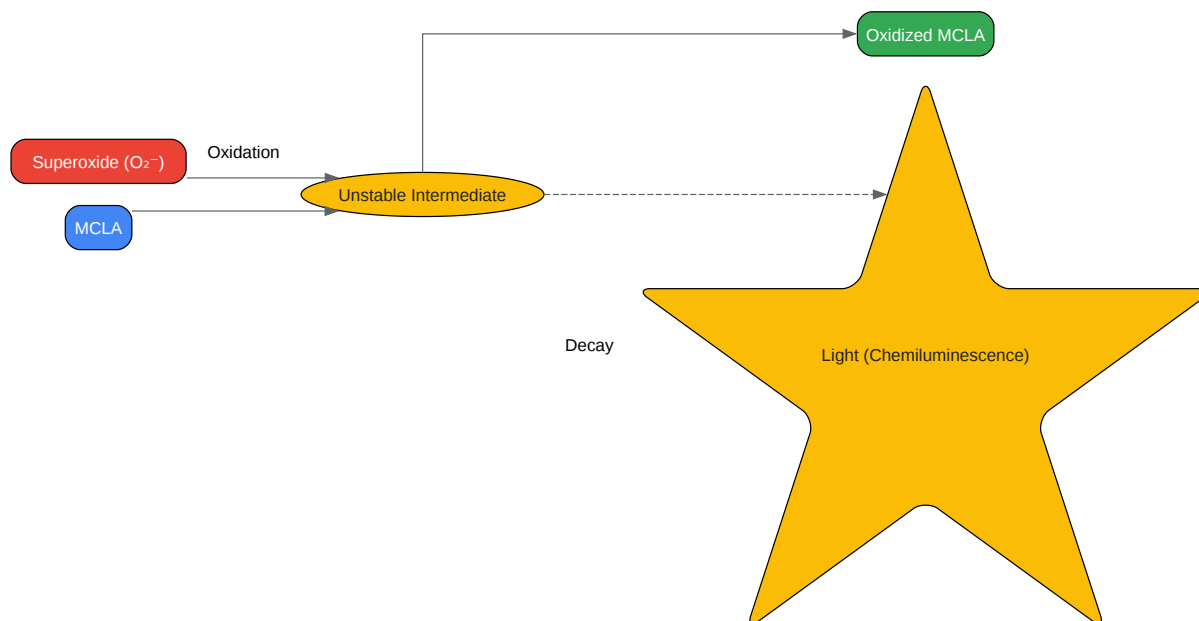 Oxidized MCLA
Superoxide (O₂⁻)
Oxidation
Unstable Intermediate
MCLA
Decay
Light (Chemiluminescence)